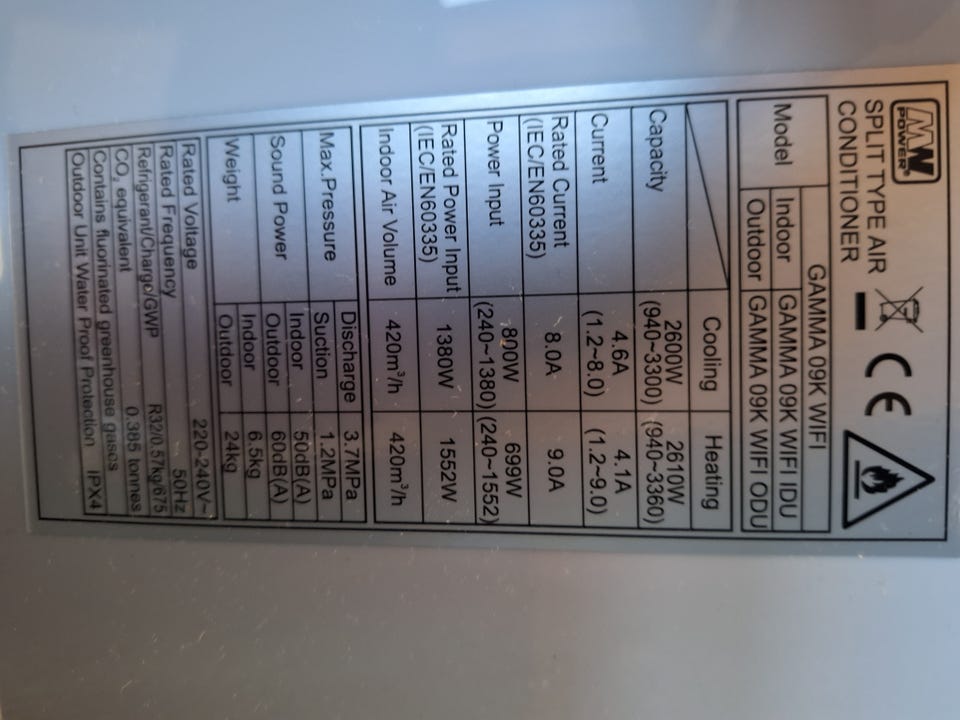 MW
POWER
SPLIT TYPE AIR
CONDITIONER
CE
GAMMA 09K WIFI
Model Indoor GAMMA 09K WIFI IDU
Outdoor GAMMA 09K WIFI ODU
Cooling Heating
Capacity 2600W (940~3300) 2610W (940~3360)
Current 4.6A (1.2~8.0) 4.1A (1.2~9.0)
Rated Current (IEC/EN60335) 8.0A 9.0A
Power Input 800W (240~1380) 699W (240~1552)
Rated Power Input (IEC/EN60335) 1380W 1552W
Indoor Air Volume 420m³/h 420m³/h
Max.Pressure Discharge 3.7MPa
Suction 1.2MPa
Sound Power Indoor 50dB(A)
Outdoor 60dB(A)
Weight Indoor 6.5kg
Outdoor 24kg
Rated Voltage 220-240V~
Rated Frequency 50Hz
Refrigerant/Charge/GWP R32/0.57kg/675
CO₂ equivalent 0.385 tonnes
Contains fluorinated greenhouse gases
Outdoor Unit Water Proof Protection IPX4